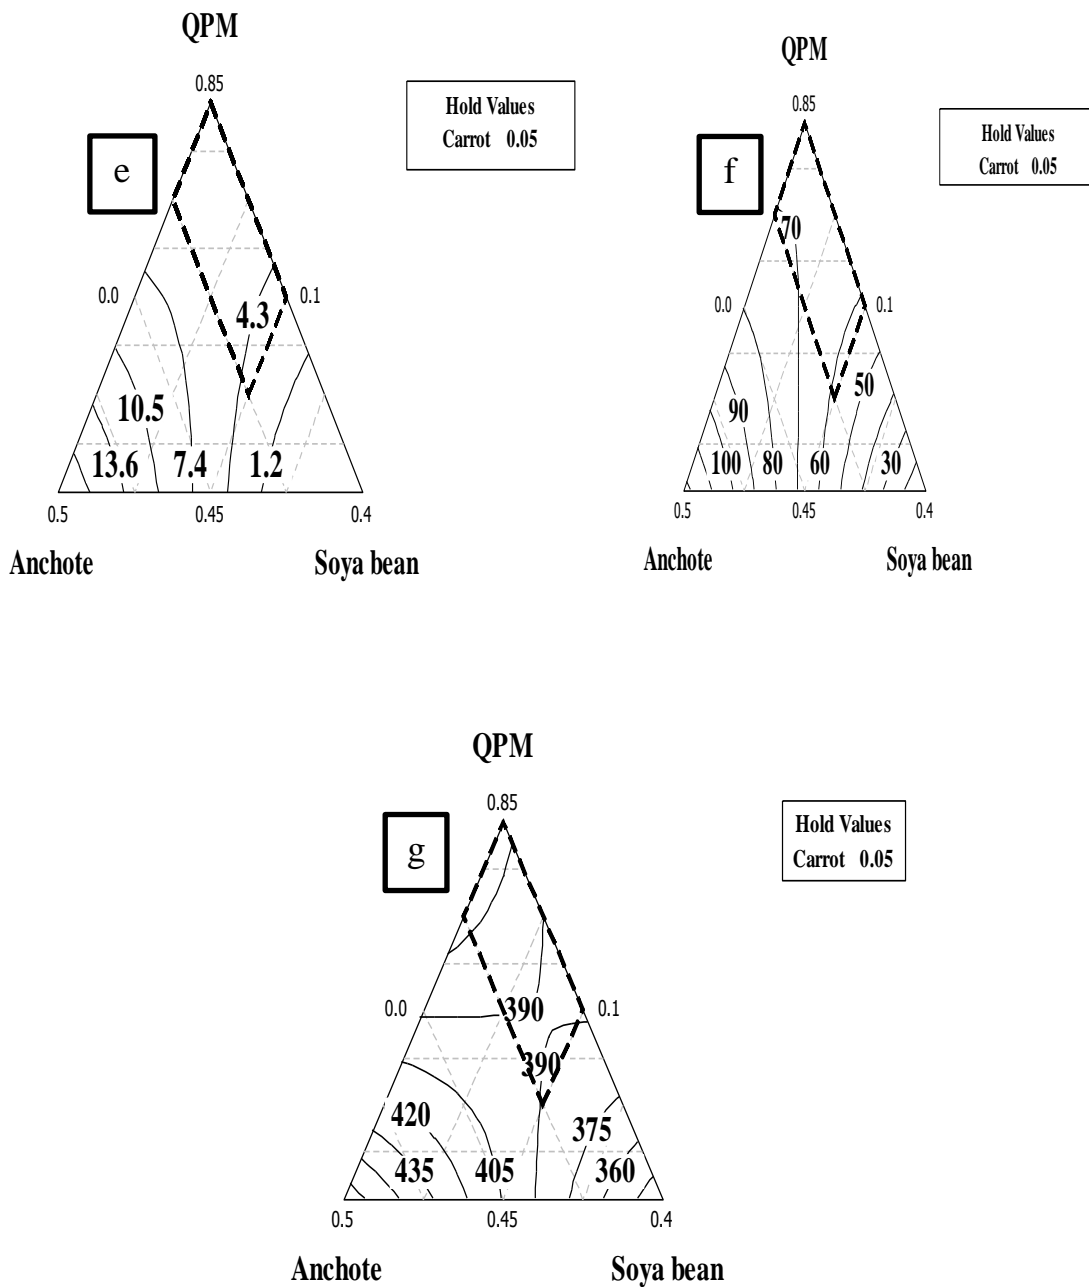 QPM
0.85
Hold Values
Carrot 0.05
e
0.0
0.1
4.3
10.5
13.6 7.4 1.2
0.5 0.45 0.4
Anchote Soya bean
QPM
0.85
Hold Values
Carrot 0.05
f
70
0.0
0.1
50
90
100 80 60 30
0.5 0.45 0.4
Anchote Soya bean
QPM
0.85
Hold Values
Carrot 0.05
g
0.0 390 0.1
390
420
375
435 405 360
0.5 0.45 0.4
Anchote Soya bean